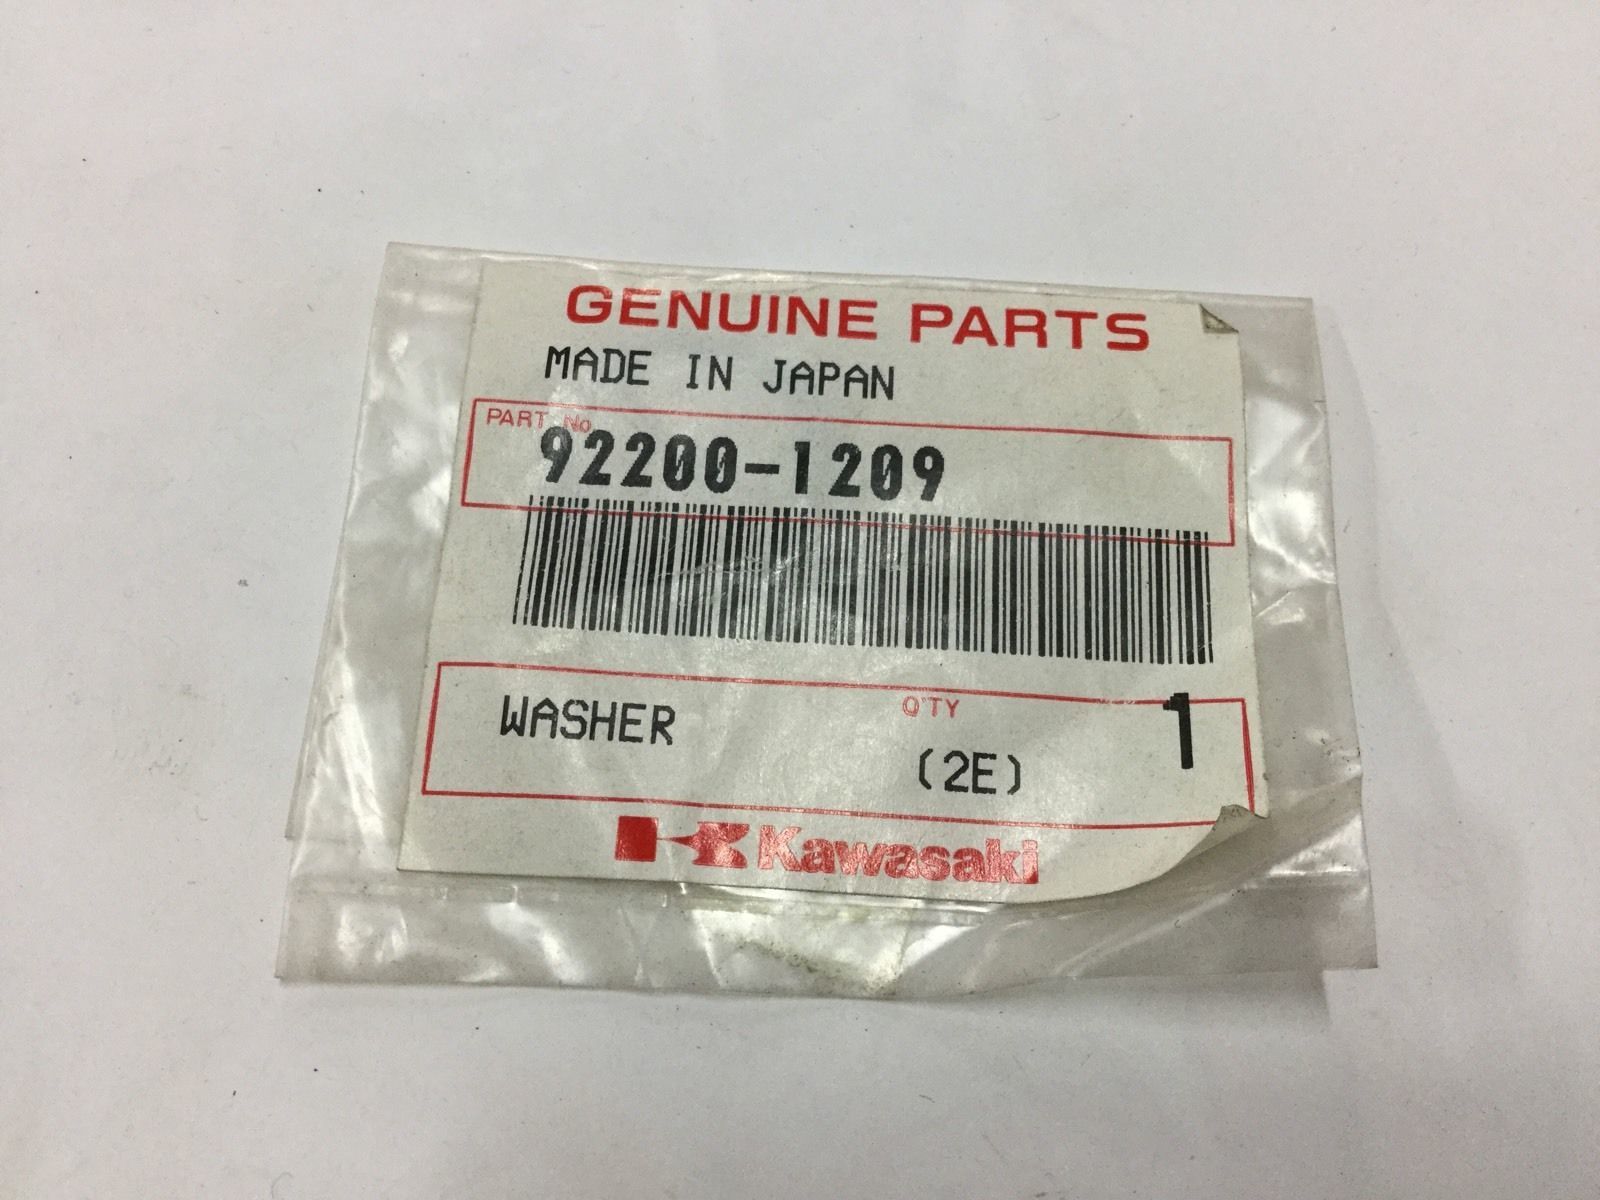 GENUINE PARTS
MADE IN JAPAN
PART No
92200-1209
WASHER
Q'TY
1
(2E)
Kawasaki